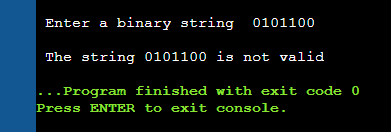 Enter a binary string  0101100
The string 0101100 is not valid
...Program finished with exit code 0
Press ENTER to exit console.